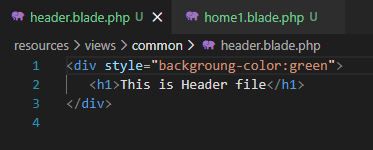 header.blade.php U home1.blade.php U
resources > views > common > header.blade.php
1 <div style="backgroung-color:green">
2 <h1>This is Header file</h1>
3 </div>
4